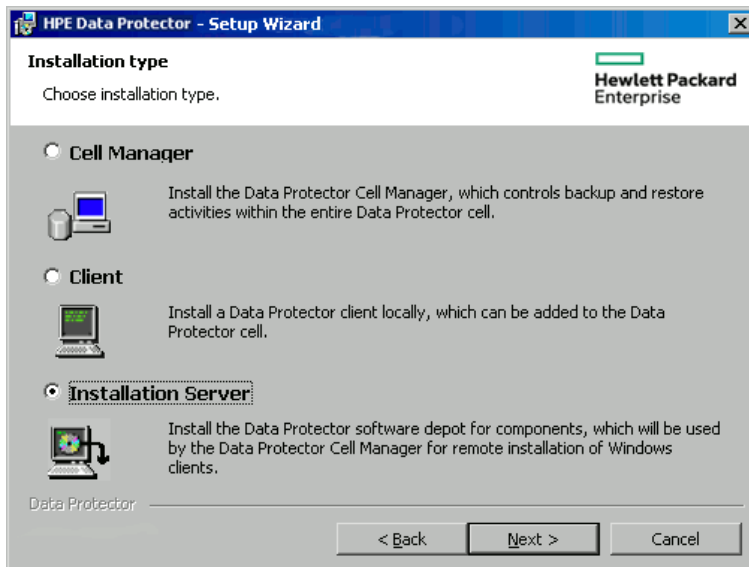 HPE Data Protector - Setup Wizard
Installation type
Choose installation type.
Hewlett Packard
Enterprise
Cell Manager
Install the Data Protector Cell Manager, which controls backup and restore
activities within the entire Data Protector cell.
Client
Install a Data Protector client locally, which can be added to the Data
Protector cell.
Installation Server
Install the Data Protector software depot for components, which will be used
by the Data Protector Cell Manager for remote installation of Windows
clients.
Data Protector
< Back
Next >
Cancel